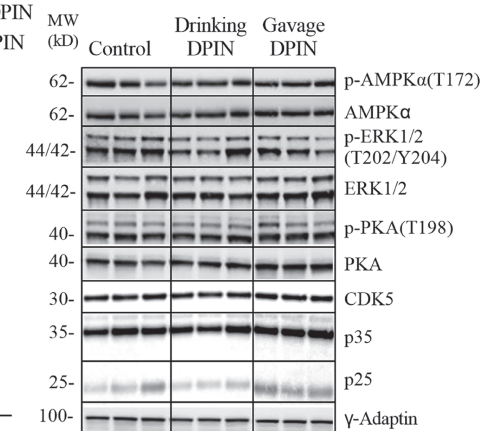 DPIN
PIN
MW
(kD)
Control
Drinking
DPIN
Gavage
DPIN
62-
p-AMPKα(T172)
62-
AMPKα
44/42-
p-ERK1/2
(T202/Y204)
44/42-
ERK1/2
40-
p-PKA(T198)
40-
PKA
30-
CDK5
35-
p35
25-
p25
100-
γ-Adaptin